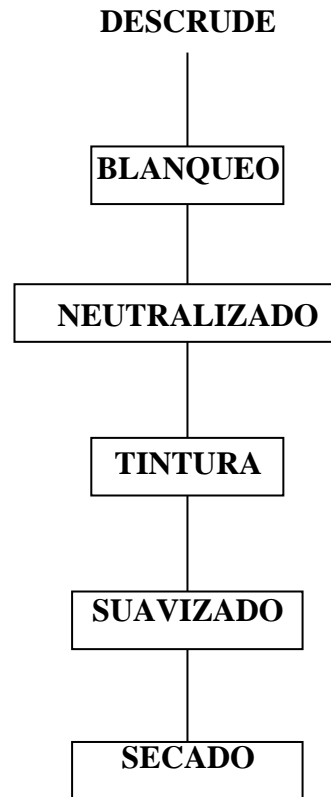 DESCRUDE
BLANQUEO
NEUTRALIZADO
TINTURA
SUAVIZADO
SECADO